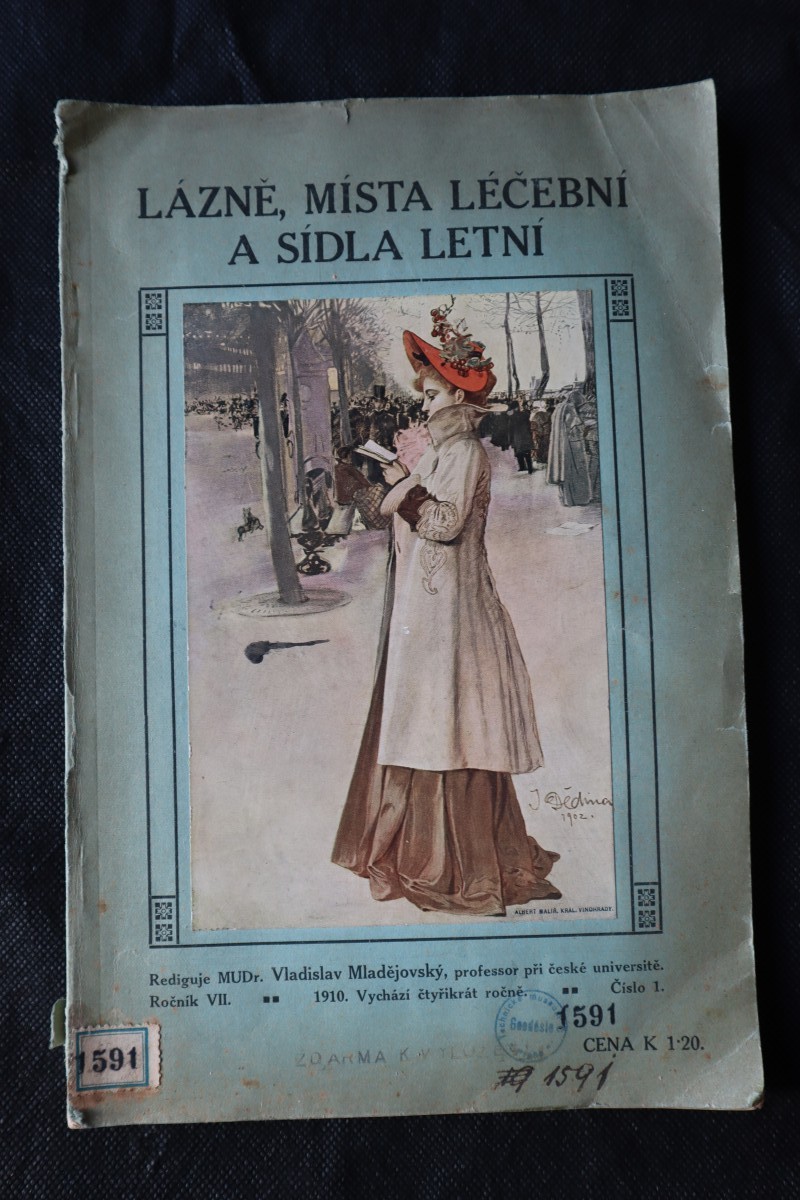 LÁZNĚ, MÍSTA LÉČEBNÍ
A SÍDLA LETNÍ
J Dědina
1902.
ALBERT MALÍŘ, KRÁL. VINOHRADY.
Rediguje MUDr. Vladislav Mladějovský, professor při české universitě.
Ročník VII. 1910. Vychází čtyřikrát ročně. Číslo 1.
Geodésie
1591
CENA K 1·20.
1591
ZDARMA K
1591